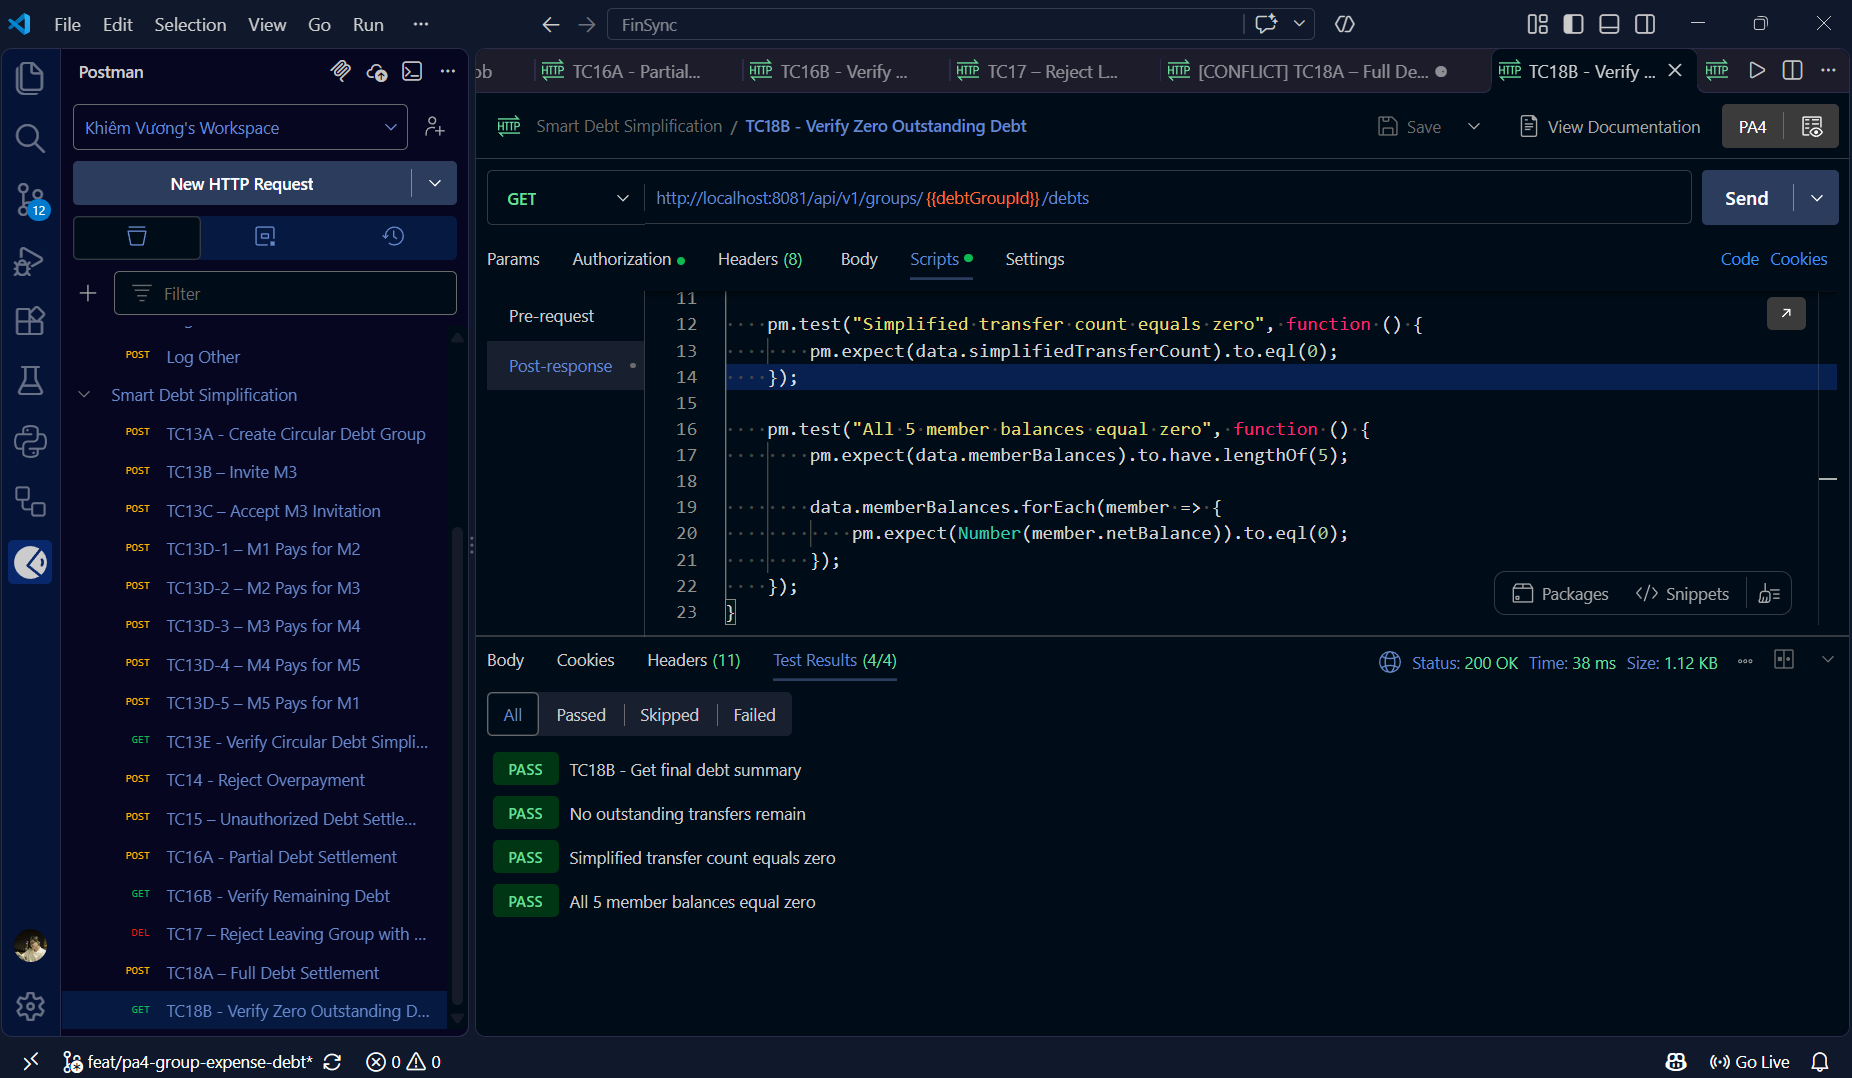 File Edit Selection View Go Run ···
FinSync
Postman
Khiêm Vương's Workspace
New HTTP Request
Filter
POST Log Other
Smart Debt Simplification
POST TC13A - Create Circular Debt Group
POST TC13B – Invite M3
POST TC13C – Accept M3 Invitation
POST TC13D-1 – M1 Pays for M2
POST TC13D-2 – M2 Pays for M3
POST TC13D-3 – M3 Pays for M4
POST TC13D-4 – M4 Pays for M5
POST TC13D-5 – M5 Pays for M1
GET TC13E - Verify Circular Debt Simpli...
POST TC14 - Reject Overpayment
POST TC15 – Unauthorized Debt Settle...
POST TC16A - Partial Debt Settlement
GET TC16B - Verify Remaining Debt
DEL TC17 – Reject Leaving Group with ...
POST TC18A – Full Debt Settlement
GET TC18B - Verify Zero Outstanding D...
12
ob HTTP TC16A - Partial... HTTP TC16B - Verify ... HTTP TC17 – Reject L... HTTP [CONFLICT] TC18A – Full De... HTTP TC18B - Verify ... HTTP
HTTP Smart Debt Simplification / TC18B - Verify Zero Outstanding Debt
Save View Documentation PA4
GET http://localhost:8081/api/v1/groups/{{debtGroupId}}/debts Send
Params Authorization Headers (8) Body Scripts Settings Code Cookies
Pre-request
Post-response
11
12 pm.test("Simplified transfer count equals zero", function () {
13 pm.expect(data.simplifiedTransferCount).to.eql(0);
14 });
15
16 pm.test("All 5 member balances equal zero", function () {
17 pm.expect(data.memberBalances).to.have.lengthOf(5);
18
19 data.memberBalances.forEach(member => {
20 pm.expect(Number(member.netBalance)).to.eql(0);
21 });
22 });
23 }
Packages </> Snippets
Body Cookies Headers (11) Test Results (4/4) Status: 200 OK Time: 38 ms Size: 1.12 KB
All Passed Skipped Failed
PASS TC18B - Get final debt summary
PASS No outstanding transfers remain
PASS Simplified transfer count equals zero
PASS All 5 member balances equal zero
feat/pa4-group-expense-debt* 0 0 Go Live